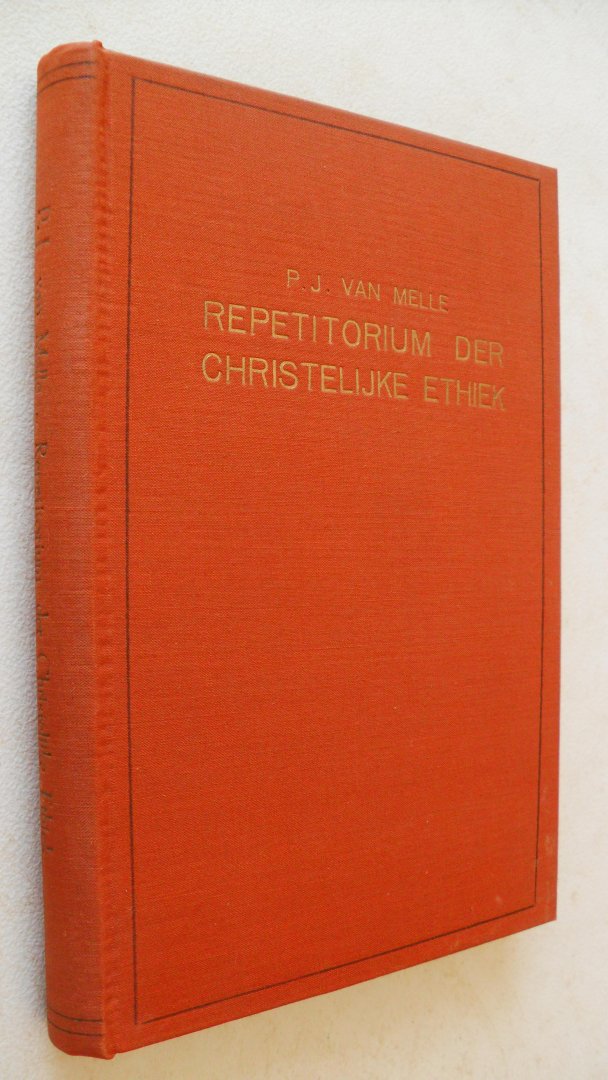 P. J. VAN MELLE
REPETITORIUM DER
CHRISTELIJKE ETHIEK